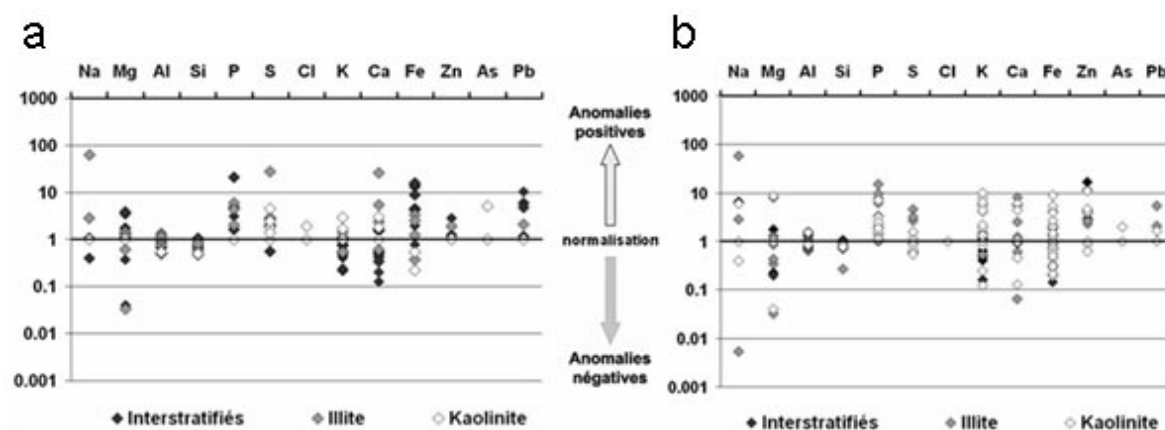 a
Na Mg Al Si P S Cl K Ca Fe Zn As Pb
1000
100
10
1
0.1
0.01
0.001
◆ Interstratifiés ◆ Illite ◇ Kaolinite
Anomalies
positives
normalisation
Anomalies
négatives
b
Na Mg Al Si P S Cl K Ca Fe Zn As Pb
1000
100
10
1
0.1
0.01
0.001
◆ Interstratifiés ◆ Illite ◇ Kaolinite